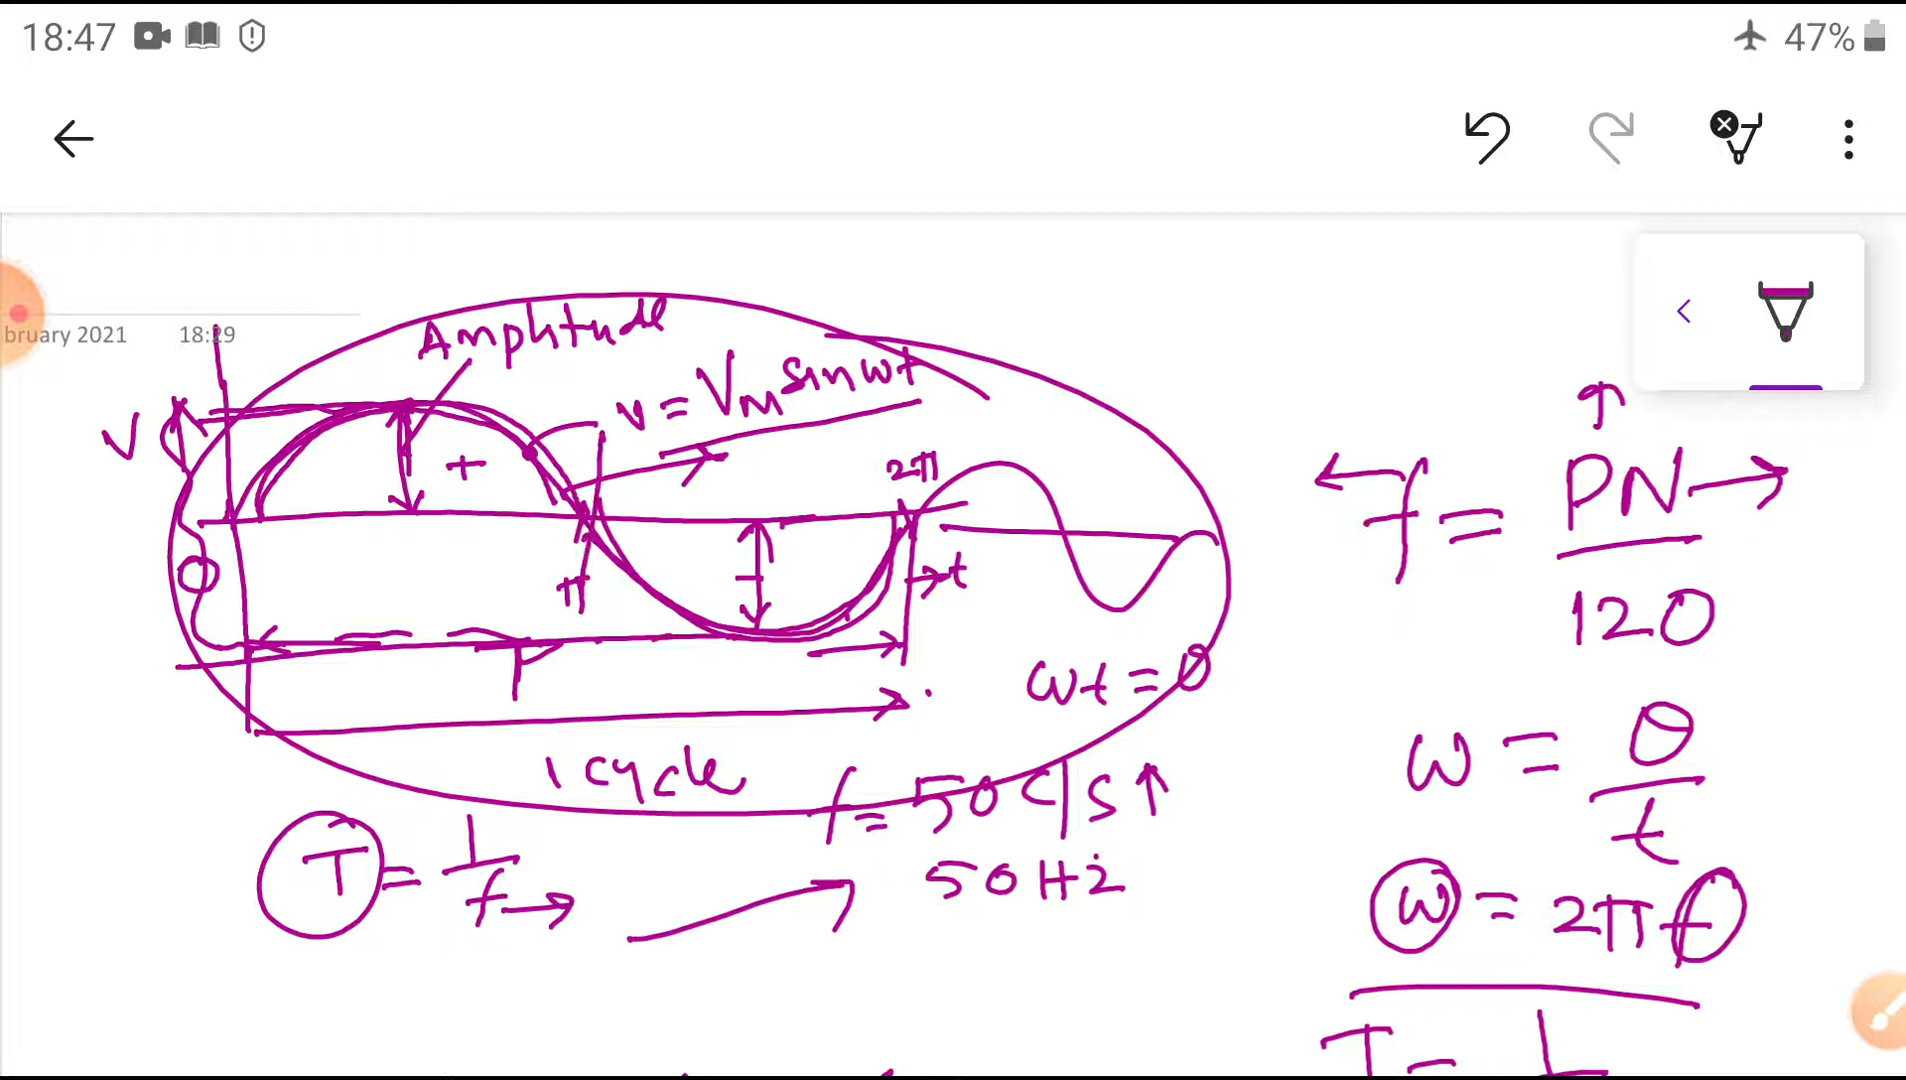 18:47
47%
bruary 2021 18:29
Amplitude
v = Vm sin wt
V
+
2π
π
-
t
T
wt = θ
1 cycle
f = 50 C/s ↑
50 Hz
T = 1/f →
↑
← f = PN/120 →
ω = θ/t
ω = 2πf
T = 1